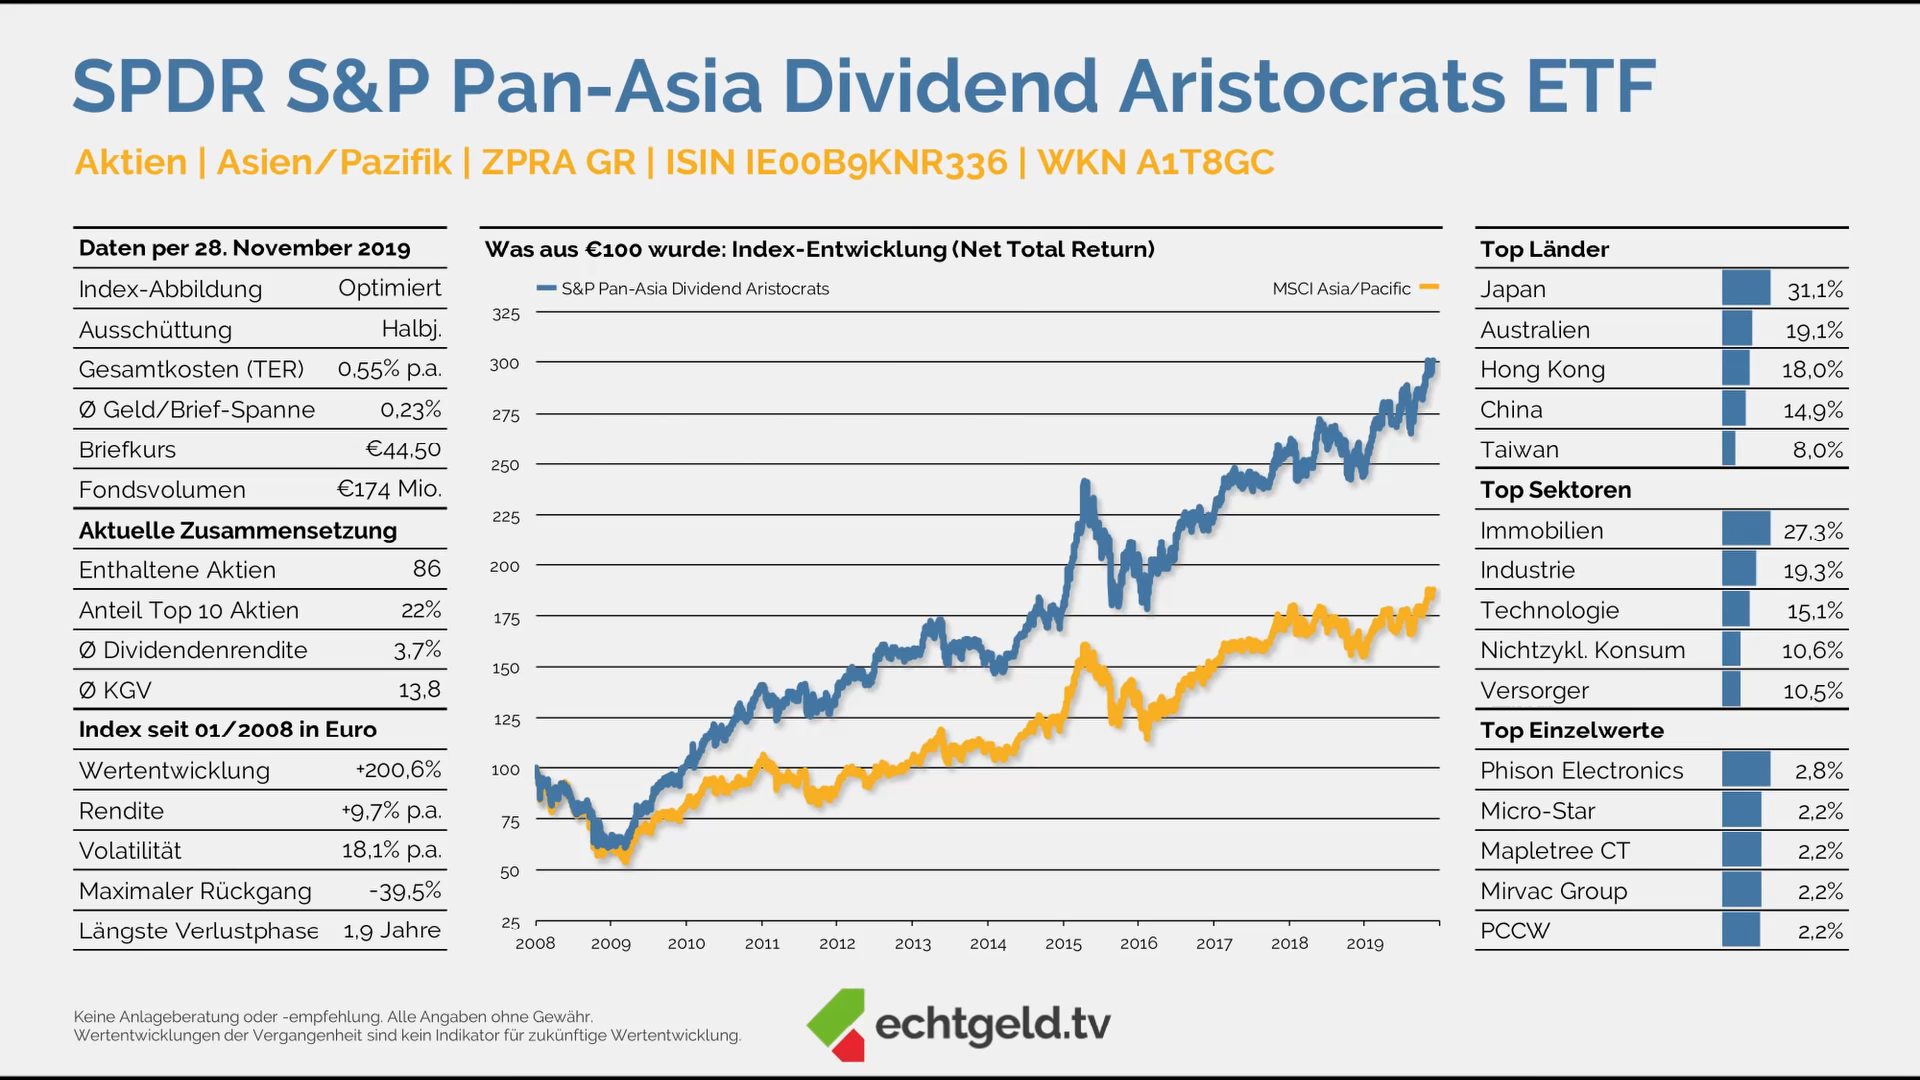 SPDR S&P Pan-Asia Dividend Aristocrats ETF
Aktien | Asien/Pazifik | ZPRA GR | ISIN IE00B9KNR336 | WKN A1T8GC
Daten per 28. November 2019
Index-Abbildung Optimiert
Ausschüttung Halbj.
Gesamtkosten (TER) 0,55% p.a.
Ø Geld/Brief-Spanne 0,23%
Briefkurs €44,50
Fondsvolumen €174 Mio.
Aktuelle Zusammensetzung
Enthaltene Aktien 86
Anteil Top 10 Aktien 22%
Ø Dividendenrendite 3,7%
Ø KGV 13,8
Index seit 01/2008 in Euro
Wertentwicklung +200,6%
Rendite +9,7% p.a.
Volatilität 18,1% p.a.
Maximaler Rückgang -39,5%
Längste Verlustphase 1,9 Jahre
Was aus €100 wurde: Index-Entwicklung (Net Total Return)
S&P Pan-Asia Dividend Aristocrats MSCI Asia/Pacific
325
300
275
250
225
200
175
150
125
100
75
50
25
2008 2009 2010 2011 2012 2013 2014 2015 2016 2017 2018 2019
Top Länder
Japan 31,1%
Australien 19,1%
Hong Kong 18,0%
China 14,9%
Taiwan 8,0%
Top Sektoren
Immobilien 27,3%
Industrie 19,3%
Technologie 15,1%
Nichtzykl. Konsum 10,6%
Versorger 10,5%
Top Einzelwerte
Phison Electronics 2,8%
Micro-Star 2,2%
Mapletree CT 2,2%
Mirvac Group 2,2%
PCCW 2,2%
Keine Anlageberatung oder -empfehlung. Alle Angaben ohne Gewähr.
Wertentwicklungen der Vergangenheit sind kein Indikator für zukünftige Wertentwicklung.
echtgeld.tv